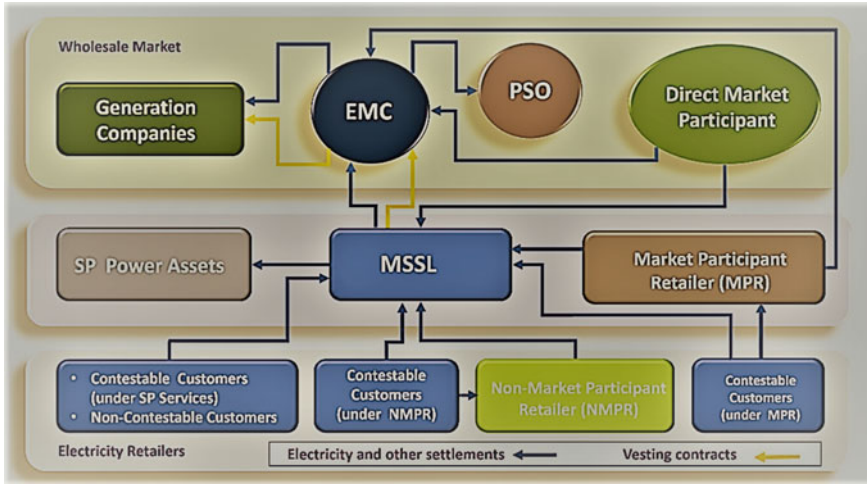 Wholesale Market
Generation
Companies
EMC
PSO
Direct Market
Participant
SP Power Assets
MSSL
Market Participant
Retailer (MPR)
• Contestable Customers
(under SP Services)
• Non-Contestable Customers
Contestable
Customers
(under NMPR)
Non-Market Participant
Retailer (NMPR)
Contestable
Customers
(under MPR)
Electricity Retailers
Electricity and other settlements
Vesting contracts